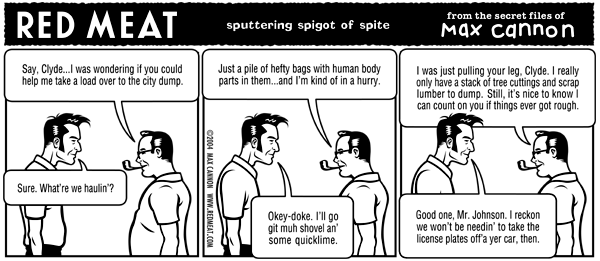 RED MEAT
sputtering spigot of spite
from the secret files of
Max cannon
Say, Clyde...I was wondering if you could
help me take a load over to the city dump.
Sure. What're we haulin'?
©2004 MAX CANNON WWW.REDMEAT.COM
Just a pile of hefty bags with human body
parts in them...and I'm kind of in a hurry.
Okey-doke. I'll go
git muh shovel an'
some quicklime.
I was just pulling your leg, Clyde. I really
only have a stack of tree cuttings and scrap
lumber to dump. Still, it's nice to know I
can count on you if things ever got rough.
Good one, Mr. Johnson. I reckon
we won't be needin' to take the
license plates off'a yer car, then.